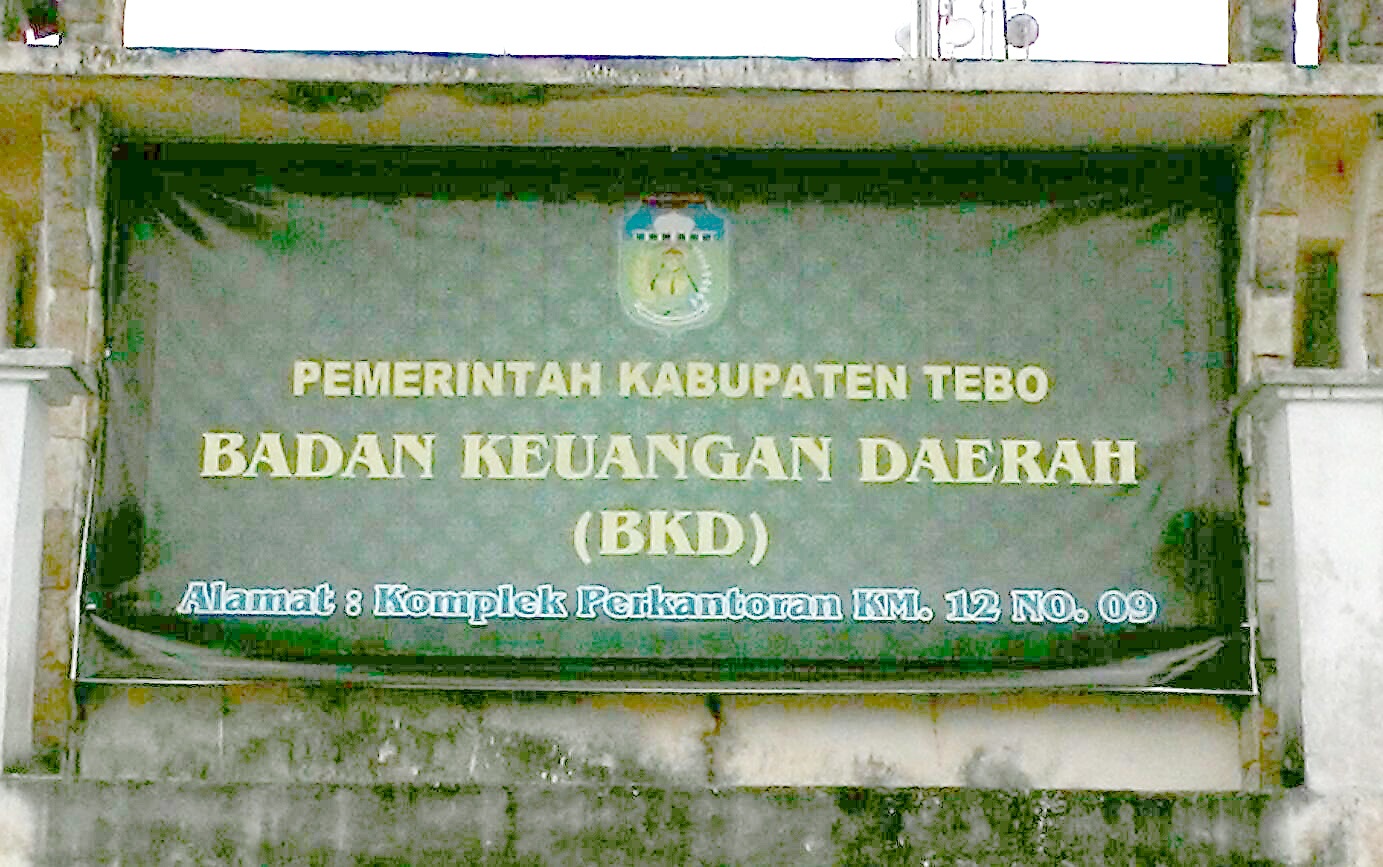 PEMERINTAH KABUPATEN TEBO
BADAN KEUANGAN DAERAH
(BKD)
Alamat : Komplek Perkantoran KM. 12 NO. 09